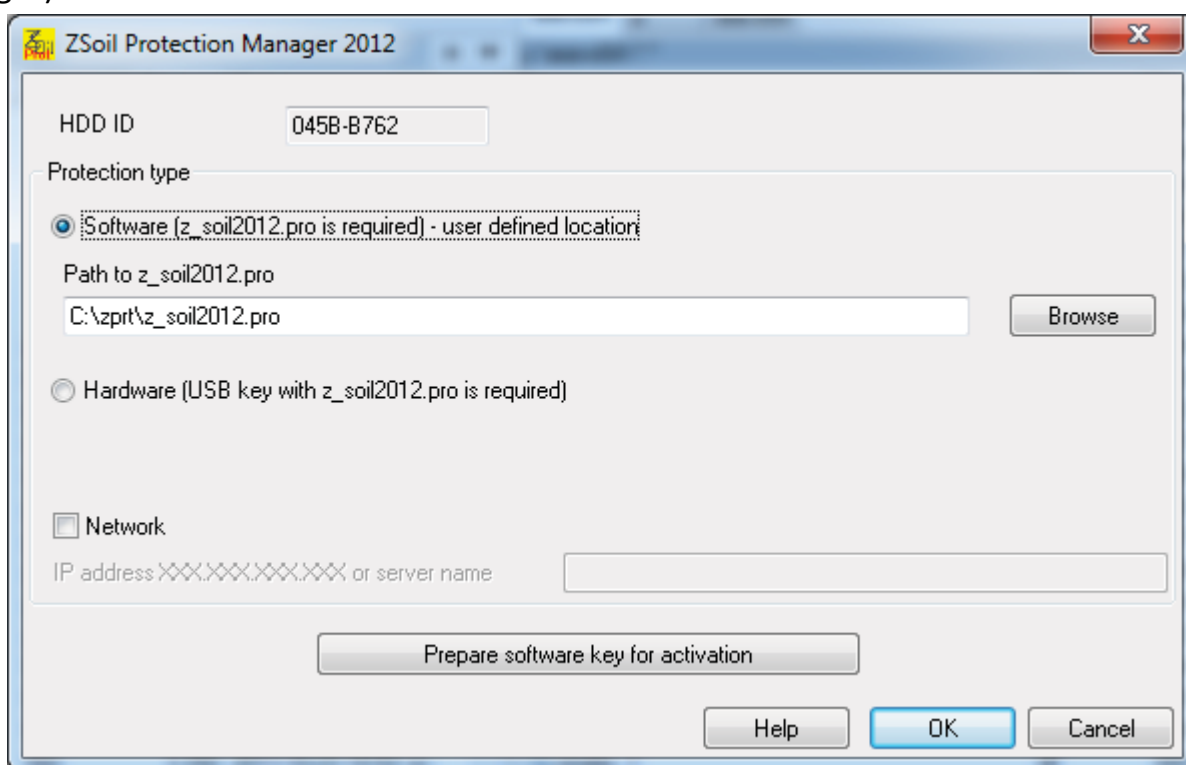 ZSoil Protection Manager 2012
HDD ID 045B-B762
Protection type
Software (z_soil2012.pro is required) - user defined location
Path to z_soil2012.pro
C:\zprt\z_soil2012.pro Browse
Hardware (USB key with z_soil2012.pro is required)
Network
IP address XXX.XXX.XXX.XXX or server name
Prepare software key for activation
Help OK Cancel